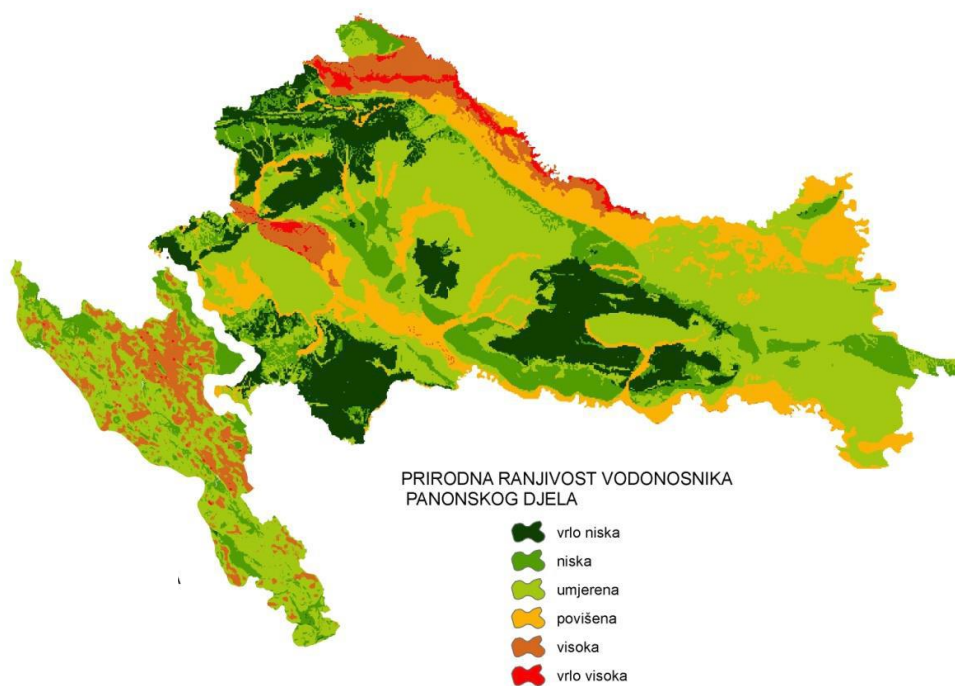 PRIRODNA RANJIVOST VODONOSNIKA
PANONSKOG DJELA
vrlo niska
niska
umjerena
povišena
visoka
vrlo visoka